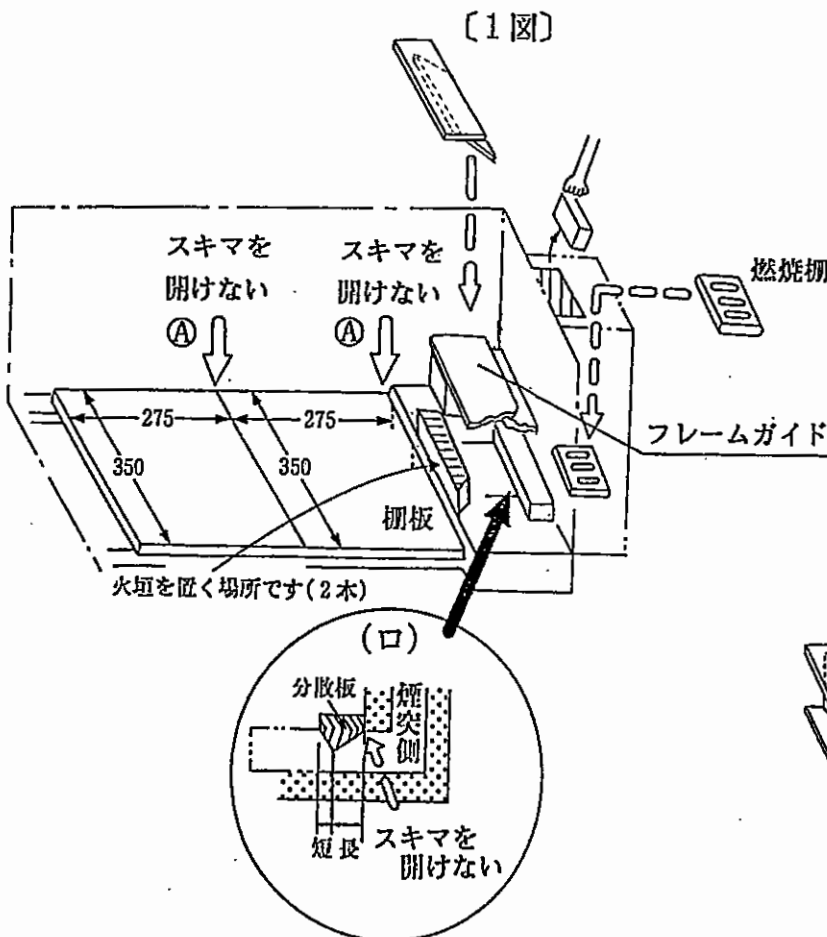 〔1図〕
スキマを
開けない
Ⓐ
スキマを
開けない
Ⓐ
燃焼棚
275
275
350
350
フレームガイド
棚板
火垣を置く場所です(2本)
(ロ)
分散板
煙突側
短
長
スキマを
開けない